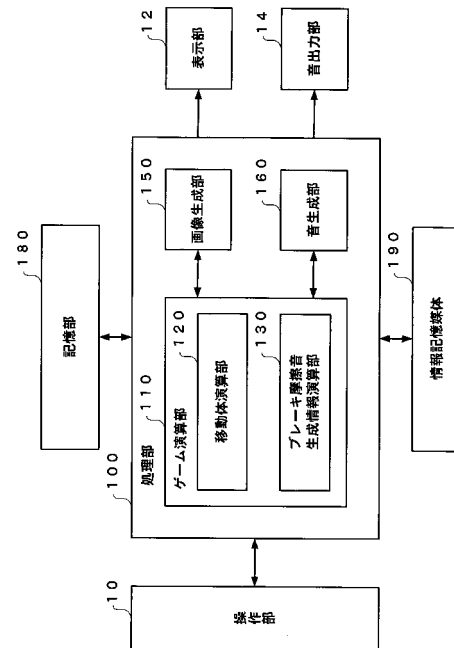 10
操作部
100
処理部
110
ゲーム演算部
120
移動体演算部
130
ブレーキ摩擦音
生成情報演算部
150
画像生成部
160
音生成部
180
記憶部
190
情報記憶媒体
12
表示部
14
音出力部